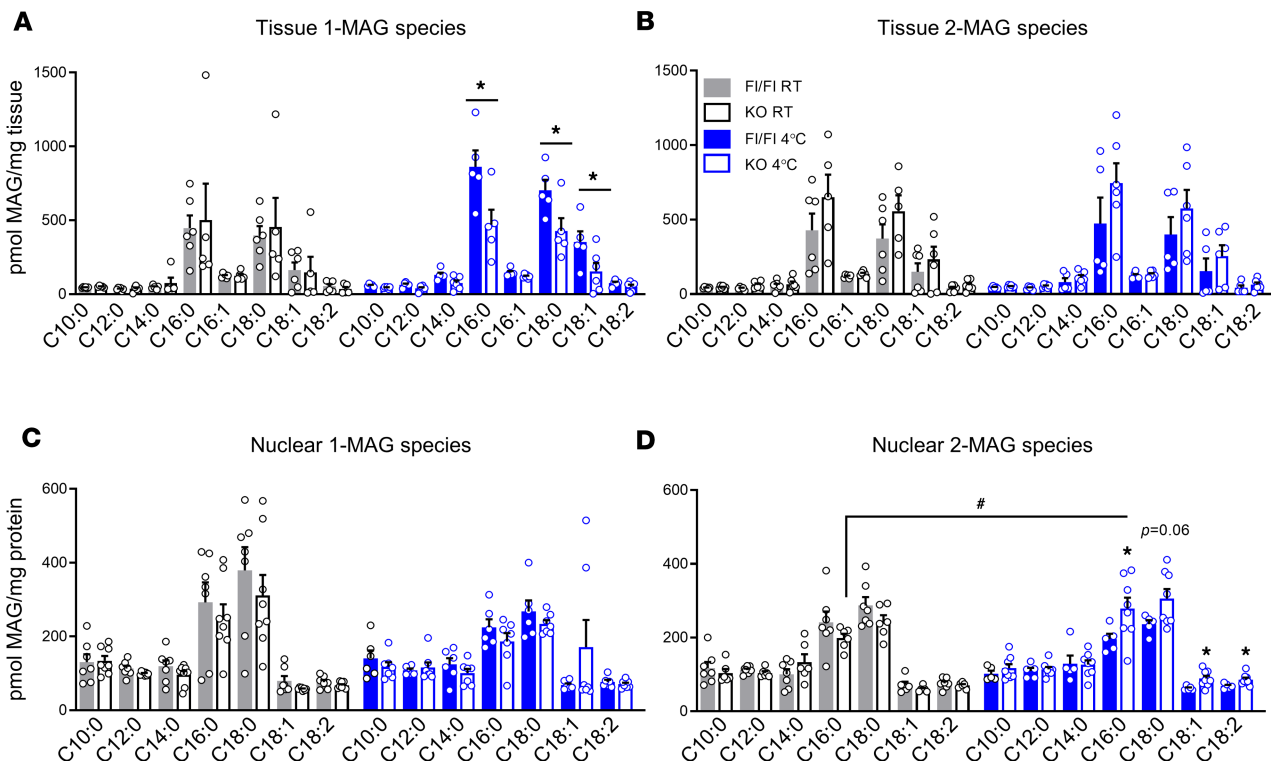 A
Tissue 1-MAG species
pmol MAG/mg tissue
1500
1000
500
0
*
*
*
C10:0
C12:0
C14:0
C16:0
C16:1
C18:0
C18:1
C18:2
C10:0
C12:0
C14:0
C16:0
C16:1
C18:0
C18:1
C18:2
B
Tissue 2-MAG species
1500
1000
500
0
Fl/Fl RT
KO RT
Fl/Fl 4°C
KO 4°C
C10:0
C12:0
C14:0
C16:0
C16:1
C18:0
C18:1
C18:2
C10:0
C12:0
C14:0
C16:0
C16:1
C18:0
C18:1
C18:2
C
Nuclear 1-MAG species
pmol MAG/mg protein
600
400
200
0
C10:0
C12:0
C14:0
C16:0
C18:0
C18:1
C18:2
C10:0
C12:0
C14:0
C16:0
C18:0
C18:1
C18:2
D
Nuclear 2-MAG species
600
400
200
0
#
p=0.06
*
*
*
C10:0
C12:0
C14:0
C16:0
C18:0
C18:1
C18:2
C10:0
C12:0
C14:0
C16:0
C18:0
C18:1
C18:2